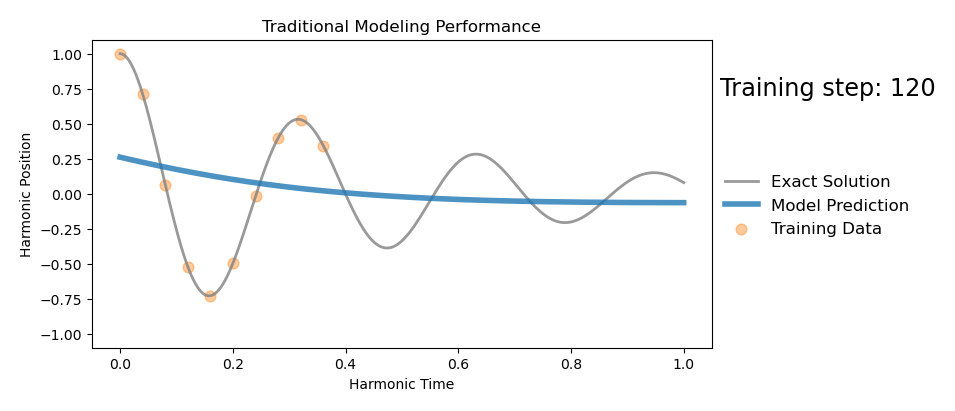 Traditional Modeling Performance
Training step: 120
Harmonic Position
1.00
0.75
0.50
0.25
0.00
−0.25
−0.50
−0.75
−1.00
0.0 0.2 0.4 0.6 0.8 1.0
Harmonic Time
Exact Solution
Model Prediction
Training Data